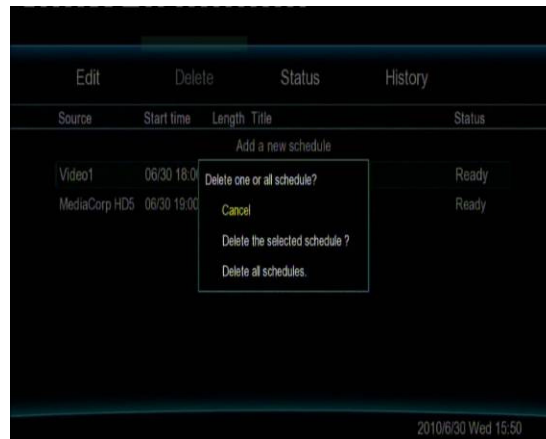 Edit Delete Status History
Source Start time Length Title Status
Add a new schedule
Video1 06/30 18:00 Ready
MediaCorp HD5 06/30 19:00 Ready
Delete one or all schedule?
Cancel
Delete the selected schedule ?
Delete all schedules.
2010/6/30 Wed 15:50